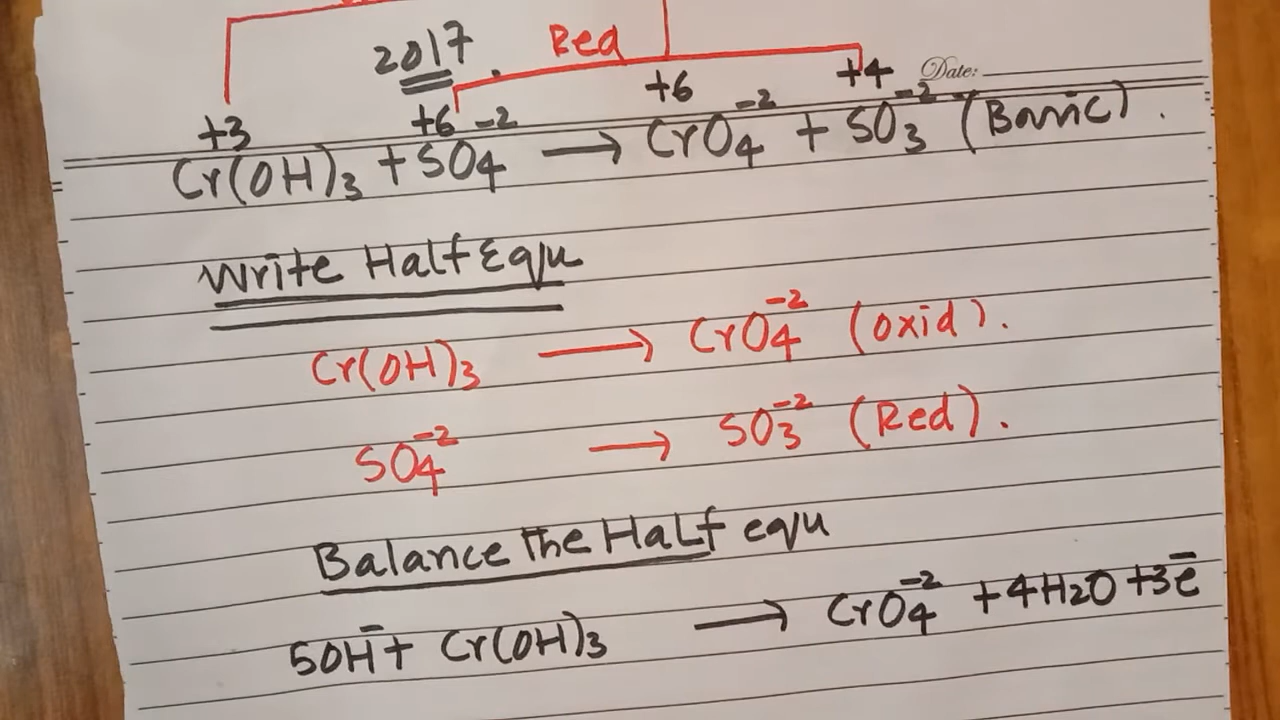 2017. Red
Date:
+3 +6 -2 +6 -2 +4 -2
Cr(OH)3 + SO4 → CrO4 + SO3 (Basic).
Write Half Equ
Cr(OH)3 → CrO4-2 (oxid).
SO4-2 → SO3-2 (Red).
Balance the Half equ
5OH- + Cr(OH)3 → CrO4-2 + 4H2O + 3e-